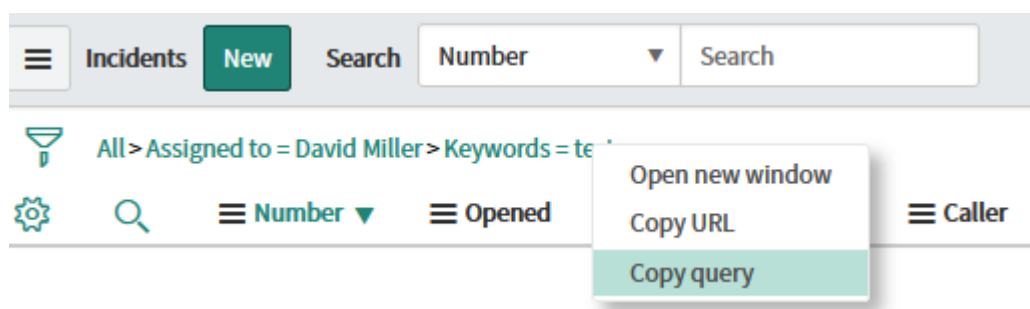 Incidents New Search Number Search
All > Assigned to = David Miller > Keywords =
Open new window
Number Opened Caller
Copy URL
Copy query